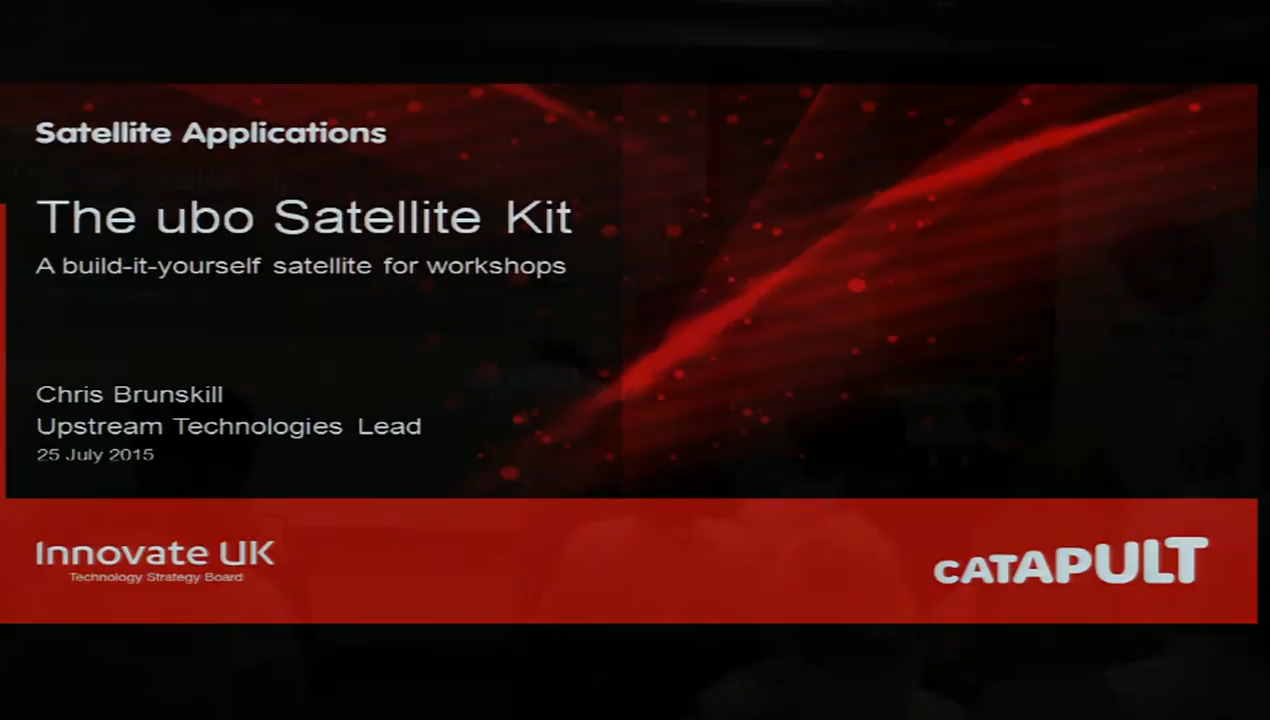 Satellite Applications
The ubo Satellite Kit
A build-it-yourself satellite for workshops
Chris Brunskill
Upstream Technologies Lead
25 July 2015
Innovate UK
Technology Strategy Board
CATAPULT